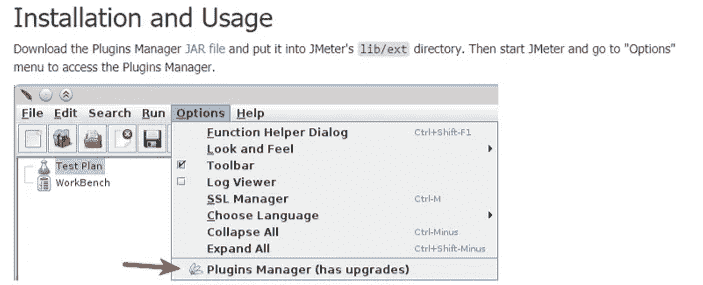 Installation and Usage
Download the Plugins Manager JAR file and put it into JMeter's lib/ext directory. Then start JMeter and go to "Options"
menu to access the Plugins Manager.
File Edit Search Run Options Help
Function Helper Dialog Ctrl+Shift-F1
Look and Feel
Toolbar
Log Viewer
SSL Manager Ctrl-M
Choose Language
Collapse All Ctrl-Minus
Expand All Ctrl+Shift-Minus
Plugins Manager (has upgrades)
Test Plan
WorkBench